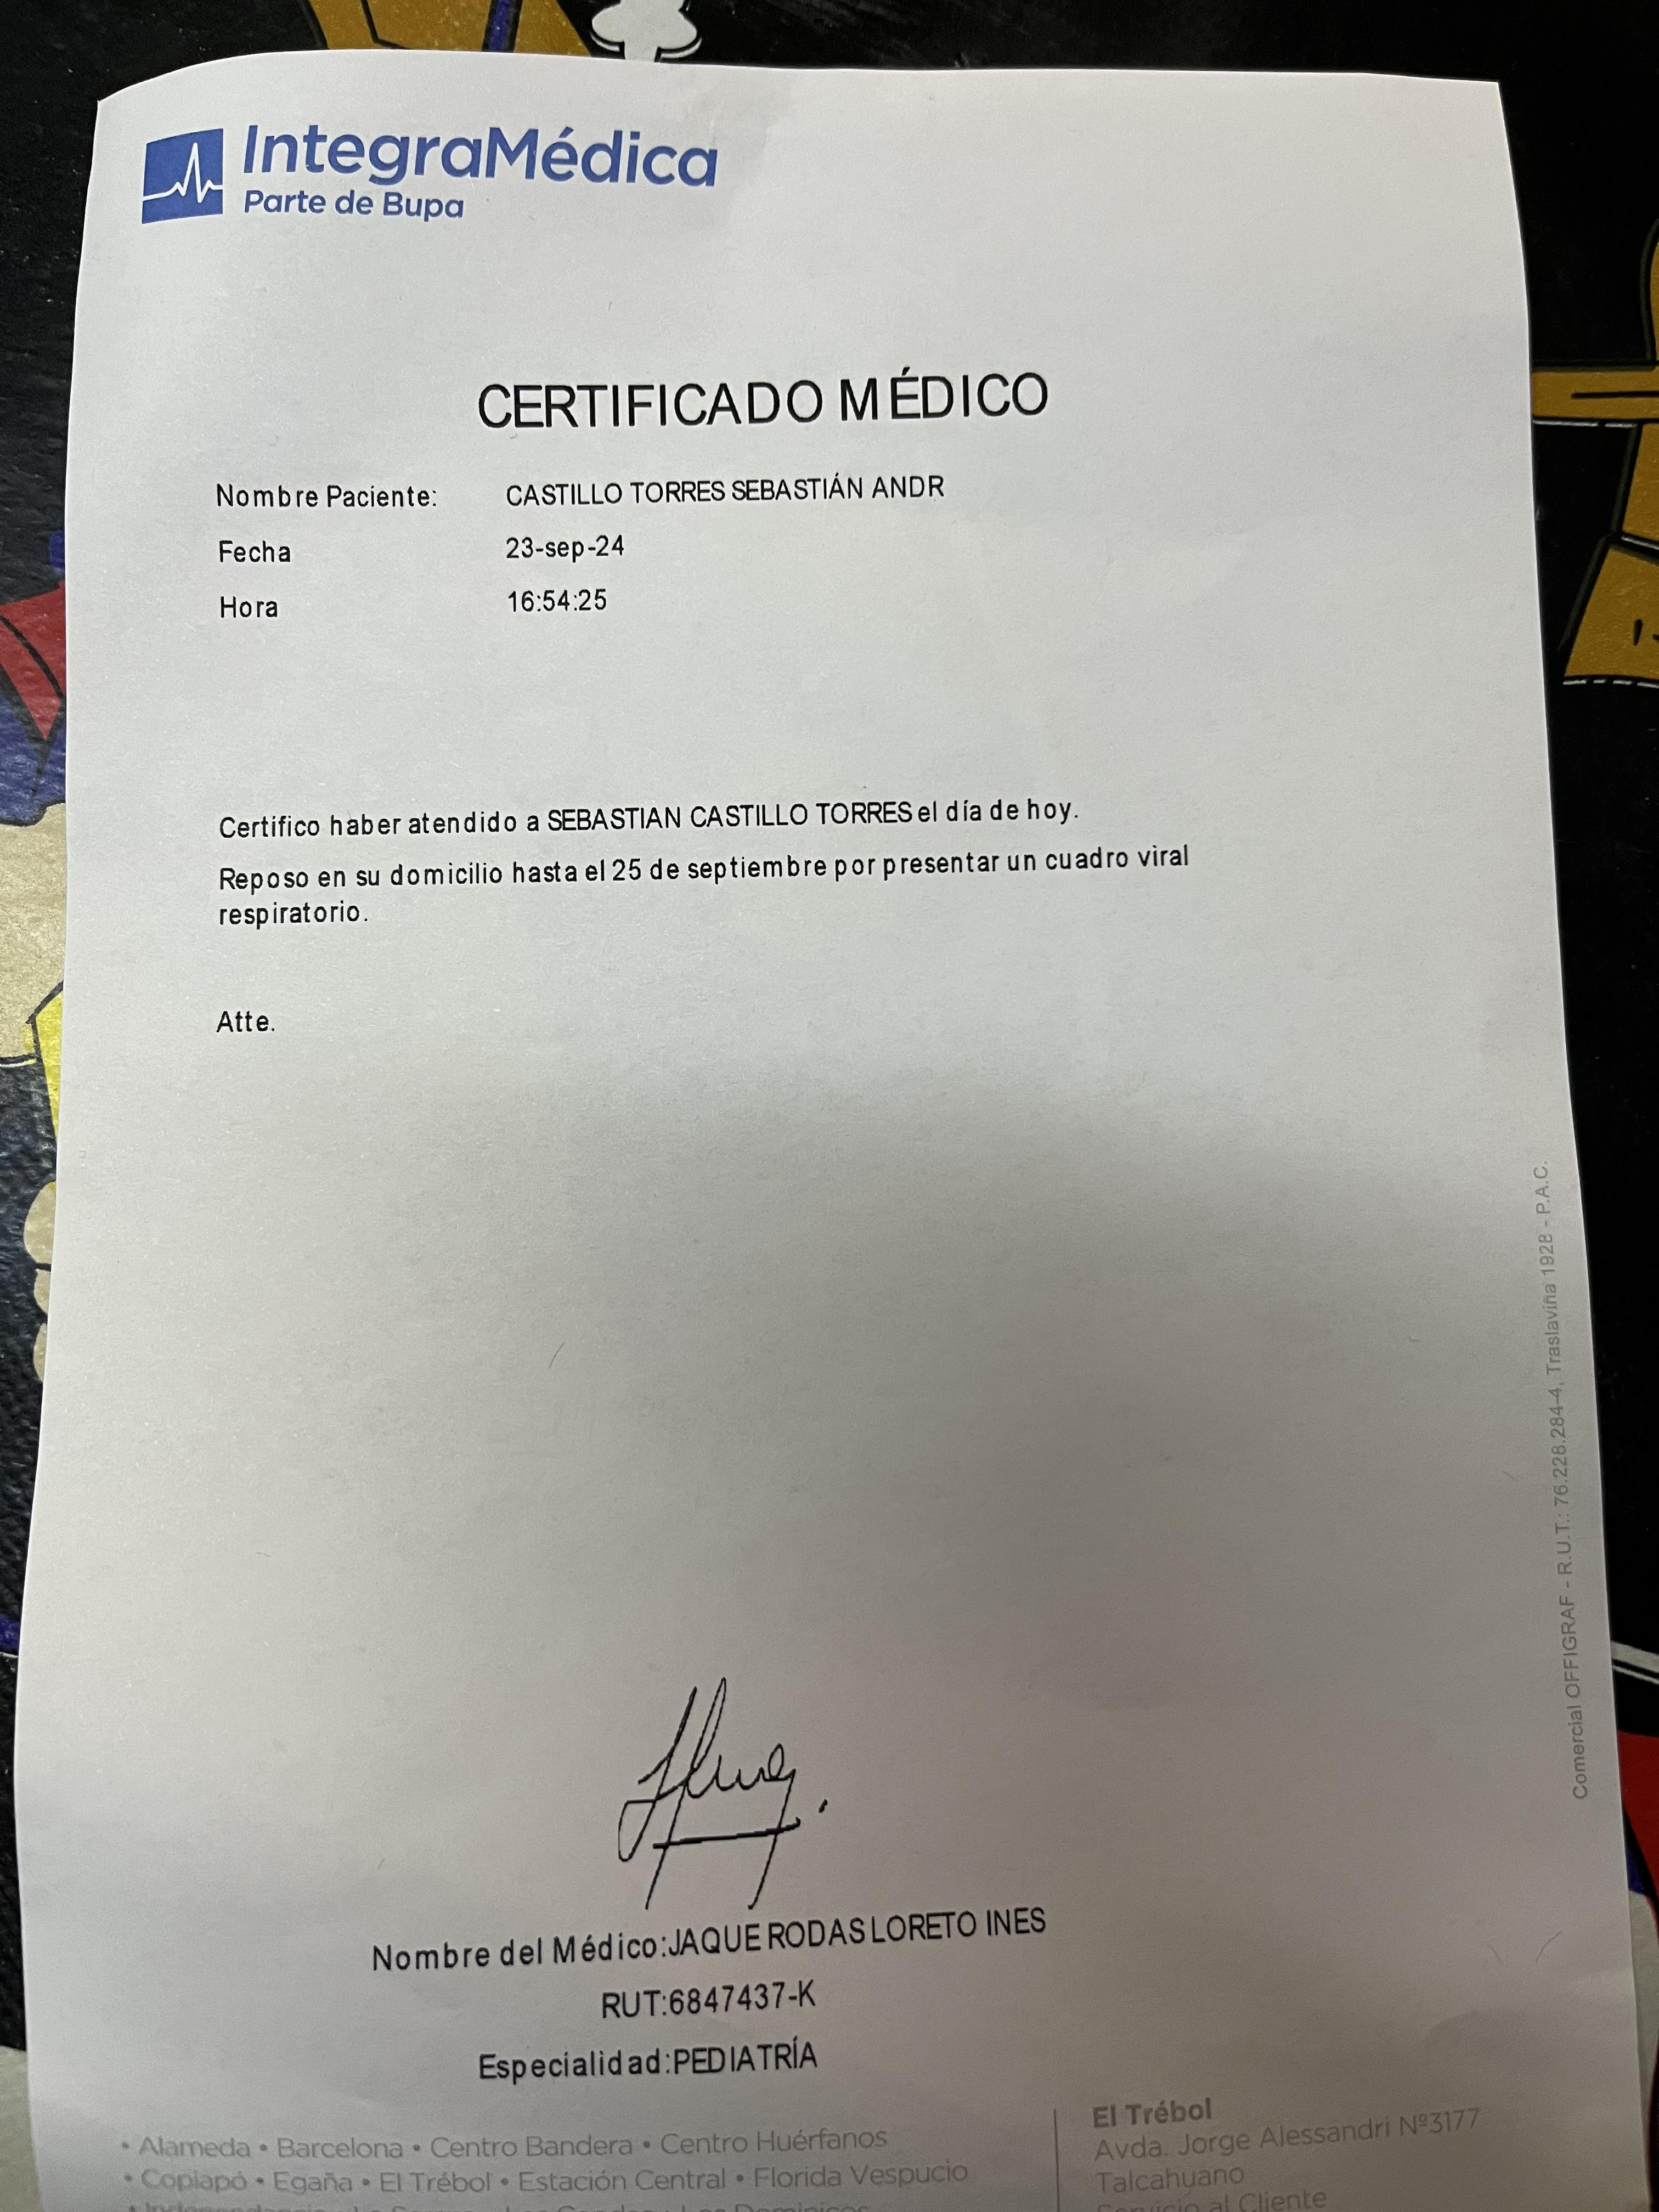 IntegraMédica
Parte de Bupa
CERTIFICADO MÉDICO
Nombre Paciente: CASTILLO TORRES SEBASTIÁN ANDR
Fecha 23-sep-24
Hora 16:54:25
Certifico haber atendido a SEBASTIAN CASTILLO TORRES el día de hoy.
Reposo en su domicilio hasta el 25 de septiembre por presentar un cuadro viral
respiratorio.
Atte.
Comercial OFFIGRAF - R.U.T.: 76.228.284-4, Traslaviña 1928 - P.A.C.
Nombre del Médico:JAQUE RODAS LORETO INES
RUT:6847437-K
Especialidad:PEDIATRÍA
• Alameda • Barcelona • Centro Bandera • Centro Huérfanos
• Copiapó • Egaña • El Trébol • Estación Central • Florida Vespucio
El Trébol
Avda. Jorge Alessandri Nº3177
Talcahuano
Servicio al Cliente